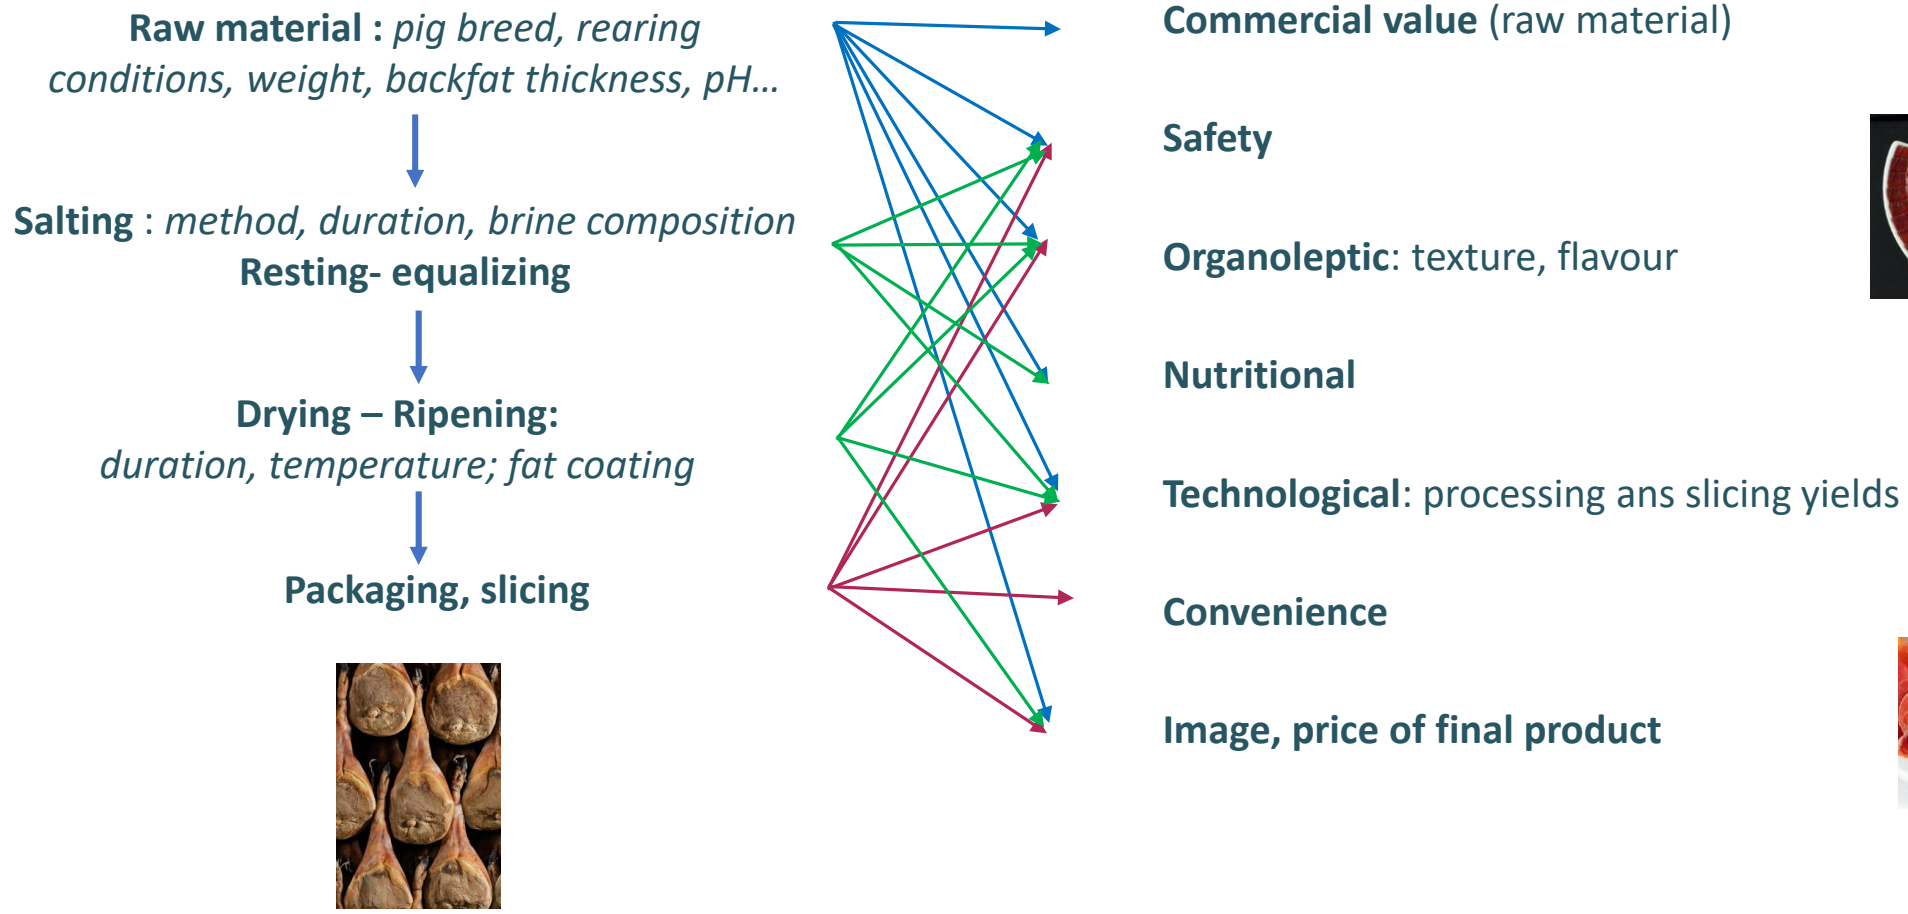 Raw material : pig breed, rearing
conditions, weight, backfat thickness, pH…
Salting : method, duration, brine composition
Resting- equalizing
Drying – Ripening:
duration, temperature; fat coating
Packaging, slicing
Commercial value (raw material)
Safety
Organoleptic: texture, flavour
Nutritional
Technological: processing ans slicing yields
Convenience
Image, price of final product